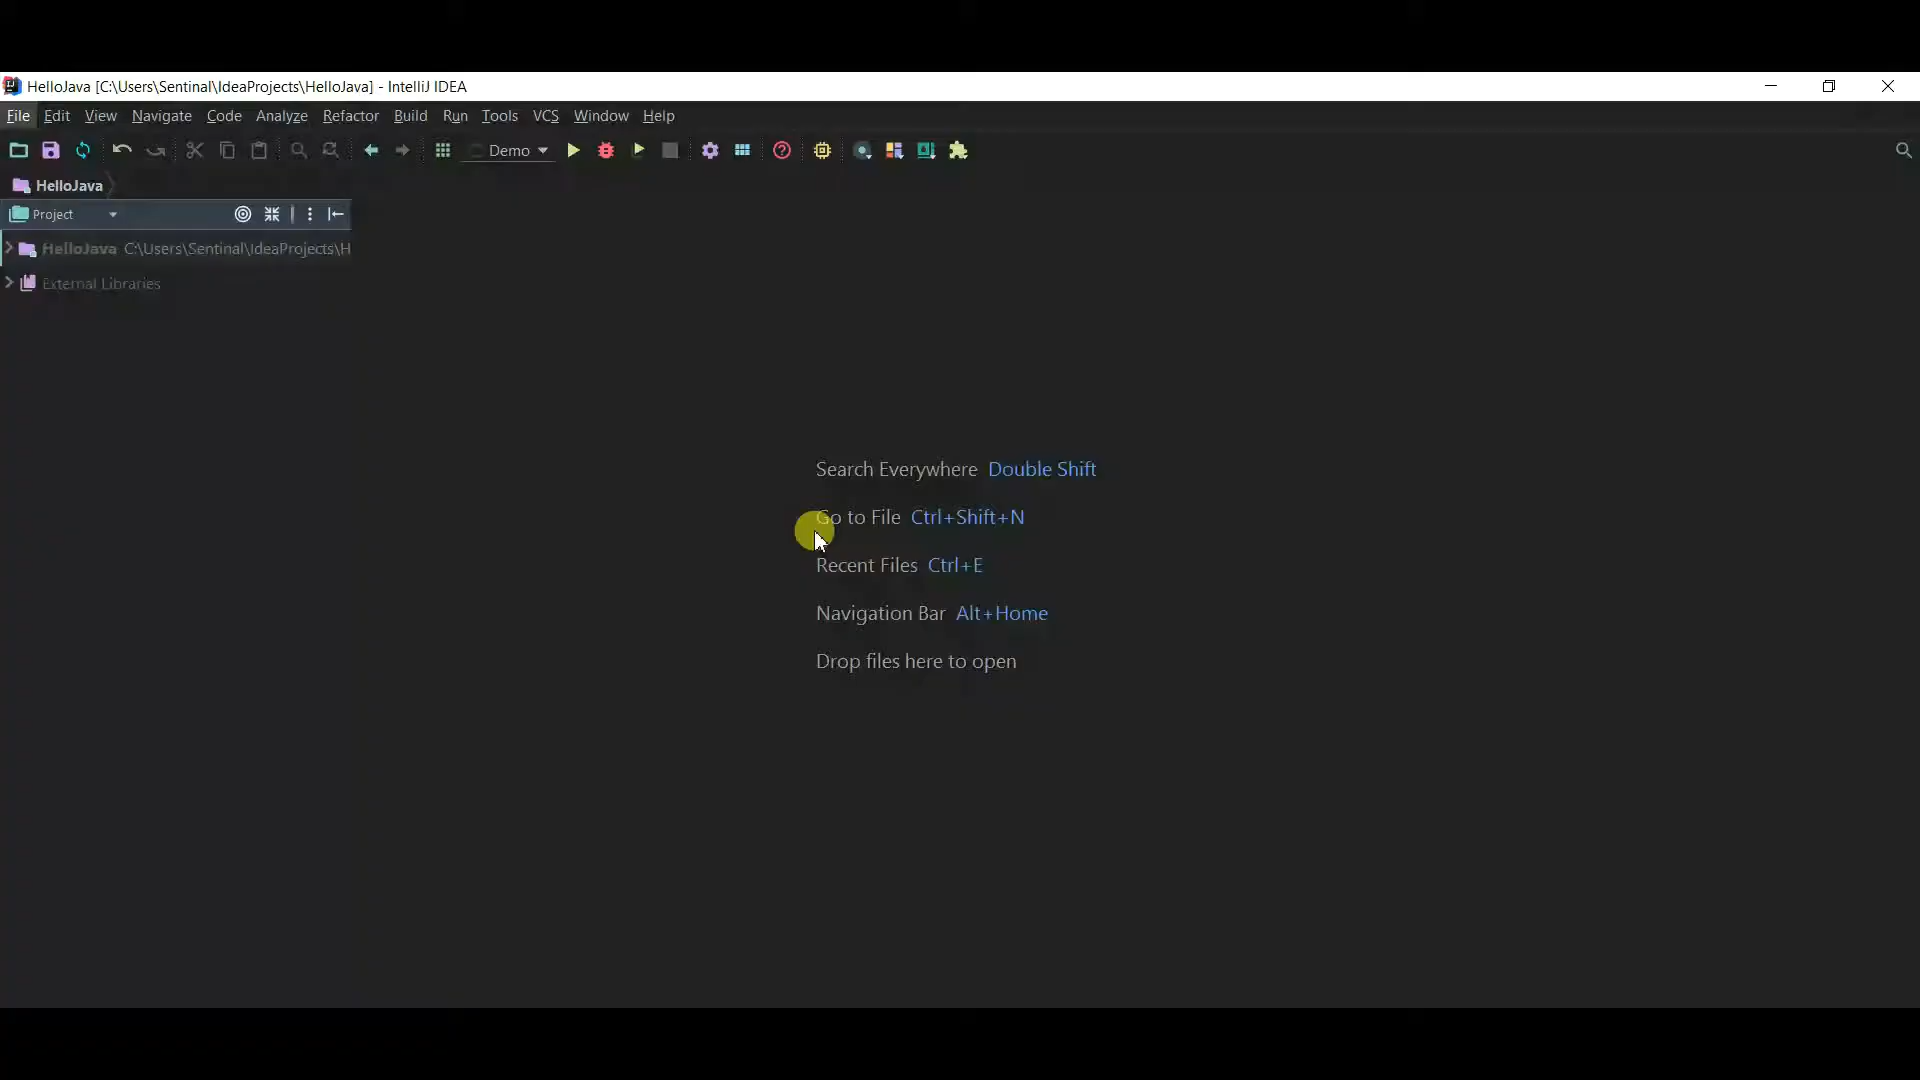 HelloJava [C:\Users\Sentinal\IdeaProjects\HelloJava] - IntelliJ IDEA
File Edit View Navigate Code Analyze Refactor Build Run Tools VCS Window Help
Demo
HelloJava
Project
HelloJava C:\Users\Sentinal\IdeaProjects\H
External Libraries
Search Everywhere Double Shift
Go to File Ctrl+Shift+N
Recent Files Ctrl+E
Navigation Bar Alt+Home
Drop files here to open